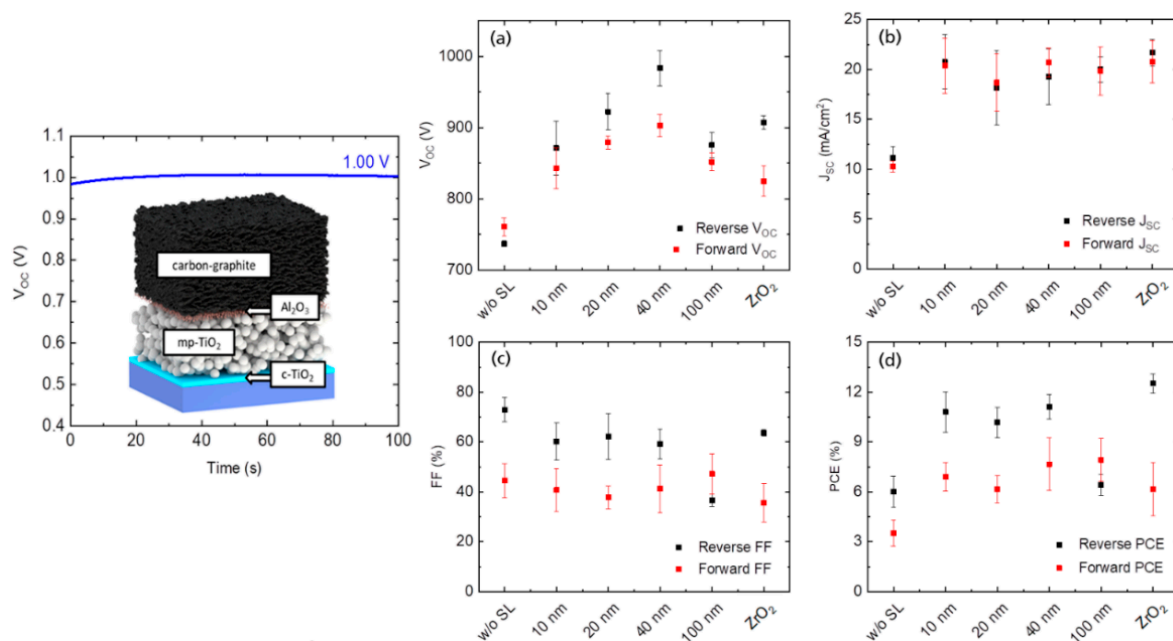 1.1
1.0
0.9
0.8
0.7
0.6
0.5
0.4
V_OC (V)
1.00 V
carbon-graphite
Al₂O₃
mp-TiO₂
c-TiO₂
0 20 40 60 80 100
Time (s)
(a)
1000
900
800
700
V_OC (V)
Reverse V_OC
Forward V_OC
w/o SL 10 nm 20 nm 40 nm 100 nm ZrO₂
(b)
25
20
15
10
5
0
J_SC (mA/cm²)
Reverse J_SC
Forward J_SC
w/o SL 10 nm 20 nm 40 nm 100 nm ZrO₂
(c)
100
80
60
40
20
0
FF (%)
Reverse FF
Forward FF
w/o SL 10 nm 20 nm 40 nm 100 nm ZrO₂
(d)
15
12
9
6
3
0
PCE (%)
Reverse PCE
Forward PCE
w/o SL 10 nm 20 nm 40 nm 100 nm ZrO₂